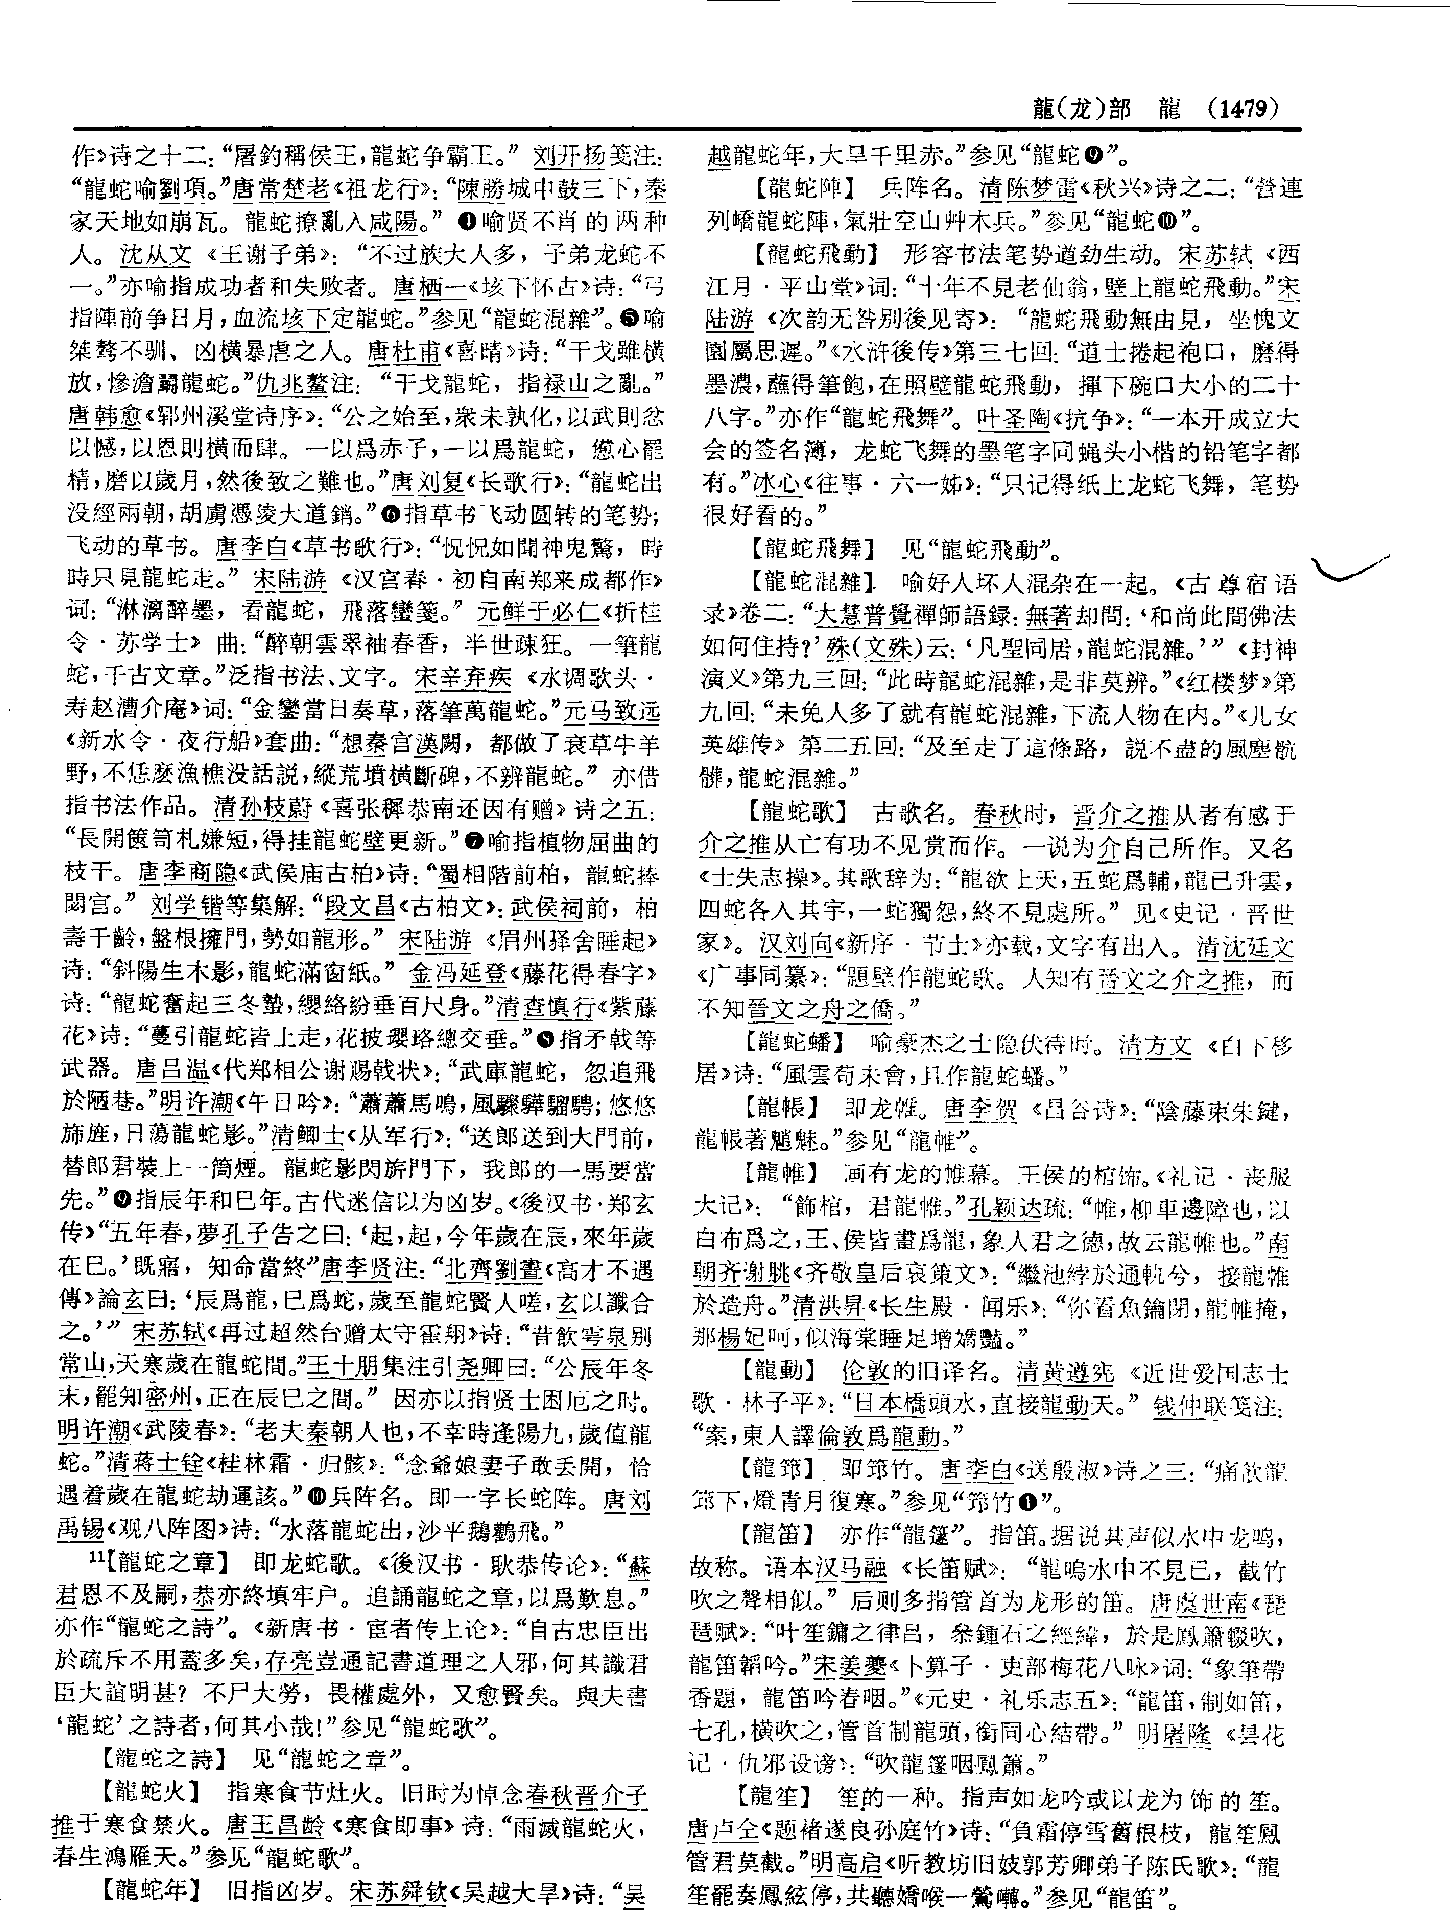 龍(龙)部　龍　(1479)
作》诗之十二：“屠釣稱侯王，龍蛇争霸王。” 刘开扬笺注：
“龍蛇喻劉項。”唐常楚老《祖龙行》：“陳勝城中鼓三下，秦
家天地如崩瓦。龍蛇撩亂入咸陽。” ❹喻贤不肖的两种
人。沈从文《王谢子弟》：“不过族大人多，子弟龙蛇不
一。”亦喻指成功者和失败者。唐栖一《垓下怀古》诗：“弓
指陣前争日月，血流垓下定龍蛇。”参见“龍蛇混雜”。❺喻
桀骜不驯、凶横暴虐之人。唐杜甫《喜晴》诗：“干戈雖横
放，慘澹鬭龍蛇。”仇兆鳌注：“干戈龍蛇，指禄山之亂。”
唐韩愈《郓州溪堂诗序》：“公之始至，衆未孰化，以武則忿
以憾，以恩則横而肆。一以爲赤子，一以爲龍蛇，憊心罷
精，磨以歲月，然後致之難也。”唐刘复《长歌行》：“龍蛇出
没經兩朝，胡虜憑陵大道銷。”❻指草书飞动圆转的笔势；
飞动的草书。唐李白《草书歌行》：“怳怳如聞神鬼驚，時
時只見龍蛇走。” 宋陆游《汉宫春·初自南郑来成都作》
词：“淋漓醉墨，看龍蛇，飛落蠻箋。” 元鲜于必仁《折桂
令·苏学士》曲：“醉朝雲翠袖春香，半世疎狂。一筆龍
蛇，千古文章。”泛指书法、文字。宋辛弃疾《水调歌头·
寿赵漕介庵》词：“金鑾當日奏草，落筆萬龍蛇。”元马致远
《新水令·夜行船》套曲：“想秦宫漢闕，都做了衰草牛羊
野，不恁麽漁樵没話説，縱荒墳横斷碑，不辨龍蛇。” 亦借
指书法作品。清孙枝蔚《喜张穉恭南还因有赠》诗之五：
“長開篋笥札嫌短，得挂龍蛇壁更新。”❼喻指植物屈曲的
枝干。唐李商隐《武侯庙古柏》诗：“蜀相階前柏，龍蛇捧
閟宫。” 刘学锴等集解：“段文昌《古柏文》：武侯祠前，柏
壽千齡，盤根擁門，勢如龍形。” 宋陆游《眉州驿舍睡起》
诗：“斜陽生木影，龍蛇滿窗紙。” 金冯延登《藤花得春字》
诗：“龍蛇奮起三冬蟄，纓絡紛垂百尺身。”清查慎行《紫藤
花》诗：“蔓引龍蛇皆上走，花披瓔珞總交垂。”❽指矛戟等
武器。唐吕温《代郑相公谢赐戟状》：“武庫龍蛇，忽追飛
於陋巷。”明许潮《午日吟》：“蕭蕭馬鳴，風驟驊騮騁；悠悠
旆旌，日蕩龍蛇影。”清鲫士《从军行》：“送郎送到大門前，
替郎君裝上一筒煙。龍蛇影閃旂門下，我郎的一馬要當
先。”❾指辰年和巳年。古代迷信以为凶岁。《後汉书·郑玄
传》“五年春，夢孔子告之曰：‘起，起，今年歲在辰，來年歲
在巳。’既寤，知命當終”唐李贤注：“北齊劉晝《高才不遇
傳》論玄曰：‘辰爲龍，巳爲蛇，歲至龍蛇賢人嗟，玄以讖合
之。’” 宋苏轼《再过超然台赠太守霍翔》诗：“昔飲雩泉别
常山，天寒歲在龍蛇間。”王十朋集注引尧卿曰：“公辰年冬
末，罷知密州，正在辰巳之間。” 因亦以指贤士困厄之时。
明许潮《武陵春》：“老夫秦朝人也，不幸時逢陽九，歲值龍
蛇。”清蒋士铨《桂林霜·归骸》：“念爺娘妻子敢丢開，恰
遇着歲在龍蛇劫運該。”❿兵阵名。即一字长蛇阵。唐刘
禹锡《观八阵图》诗：“水落龍蛇出，沙平鵝鸛飛。”
11【龍蛇之章】　即龙蛇歌。《後汉书·耿恭传论》：“蘇
君恩不及嗣，恭亦終填牢户。追誦龍蛇之章，以爲歎息。”
亦作“龍蛇之詩”。《新唐书·宦者传上论》：“自古忠臣出
於疏斥不用蓋多矣，存亮豈通記書道理之人邪，何其識君
臣大誼明甚？不尸大勞，畏權處外，又愈賢矣。與夫書
‘龍蛇’之詩者，何其小哉！”参见“龍蛇歌”。
【龍蛇之詩】　见“龍蛇之章”。
【龍蛇火】　指寒食节灶火。旧时为悼念春秋晋介子
推于寒食禁火。唐王昌龄《寒食即事》诗：“雨滅龍蛇火，
春生鴻雁天。”参见“龍蛇歌”。
【龍蛇年】　旧指凶岁。宋苏舜钦《吴越大旱》诗：“吴
越龍蛇年，大旱千里赤。”参见“龍蛇❾”。
【龍蛇陣】　兵阵名。清陈梦雷《秋兴》诗之二：“營連
列嶠龍蛇陣，氣壯空山艸木兵。”参见“龍蛇❿”。
【龍蛇飛動】　形容书法笔势遒劲生动。宋苏轼《西
江月·平山堂》词：“十年不見老仙翁，壁上龍蛇飛動。”宋
陆游《次韵无咎别後见寄》：“龍蛇飛動無由見，坐愧文
園屬思遲。”《水浒後传》第三七回：“道士捲起袍口，磨得
墨濃，蘸得筆飽，在照壁龍蛇飛動，揮下碗口大小的二十
八字。”亦作“龍蛇飛舞”。叶圣陶《抗争》：“一本开成立大
会的签名簿，龙蛇飞舞的墨笔字同蝇头小楷的铅笔字都
有。”冰心《往事·六一姊》：“只记得纸上龙蛇飞舞，笔势
很好看的。”
【龍蛇飛舞】　见“龍蛇飛動”。
【龍蛇混雜】　喻好人坏人混杂在一起。《古尊宿语
录》卷二：“大慧普覺禪師語録：無著却問：‘和尚此間佛法
如何住持？’殊(文殊)云：‘凡聖同居，龍蛇混雜。’” 《封神
演义》第九三回：“此時龍蛇混雜，是非莫辨。”《红楼梦》第
九回：“未免人多了就有龍蛇混雜，下流人物在内。”《儿女
英雄传》第二五回：“及至走了這條路，説不盡的風塵骯
髒，龍蛇混雜。”
【龍蛇歌】　古歌名。春秋时，晋介之推从者有感于
介之推从亡有功不见赏而作。一说为介自己所作。又名
《士失志操》。其歌辞为：“龍欲上天，五蛇爲輔，龍已升雲，
四蛇各入其宇，一蛇獨怨，終不見處所。” 见《史记·晋世
家》。汉刘向《新序·节士》亦载，文字有出入。清沈廷文
《广事同纂》：“題壁作龍蛇歌。人知有晉文之介之推，而
不知晉文之舟之僑。”
【龍蛇蟠】　喻豪杰之士隐伏待时。清方文《白下移
居》诗：“風雲苟未會，且作龍蛇蟠。”
【龍帳】　即龙帷。唐李贺《昌谷诗》：“陰藤束朱鍵，
龍帳著魈魅。”参见“龍帷”。
【龍帷】　画有龙的帷幕。王侯的棺饰。《礼记·丧服
大记》：“飾棺，君龍帷。”孔颖达疏：“帷，柳車邊障也，以
白布爲之，王、侯皆畫爲龍，象人君之德，故云龍帷也。”南
朝齐谢朓《齐敬皇后哀策文》：“繼池綍於通軌兮，接龍帷
於造舟。”清洪昇《长生殿·闻乐》：“你看魚鑰閉，龍帷掩，
那楊妃呵，似海棠睡足增嬌豔。”
【龍動】　伦敦的旧译名。清黄遵宪《近世爱国志士
歌·林子平》：“日本橋頭水，直接龍動天。” 钱仲联笺注：
“案，東人譯倫敦爲龍動。”
【龍筇】　即筇竹。唐李白《送殷淑》诗之三：“痛飲龍
筇下，燈青月復寒。”参见“筇竹❶”。
【龍笛】　亦作“龍篴”。指笛。据说其声似水中龙鸣，
故称。语本汉马融《长笛赋》：“龍鳴水中不見已，截竹
吹之聲相似。” 后则多指管首为龙形的笛。唐虞世南《琵
琶赋》：“叶笙鏞之律吕，參鍾石之經緯，於是鳳簫輟吹，
龍笛韜吟。”宋姜夔《卜算子·吏部梅花八咏》词：“象筆帶
香題，龍笛吟春咽。”《元史·礼乐志五》：“龍笛，制如笛，
七孔，横吹之，管首制龍頭，銜同心結帶。” 明屠隆《昙花
记·仇邪设谤》：“吹龍篴咽鳳簫。”
【龍笙】　笙的一种。指声如龙吟或以龙为饰的笙。
唐卢仝《题褚遂良孙庭竹》诗：“負霜停雪舊根枝，龍笙鳳
管君莫截。”明高启《听教坊旧妓郭芳卿弟子陈氏歌》：“龍
笙罷奏鳳絃停，共聽嬌喉一鶯囀。”参见“龍笛”。